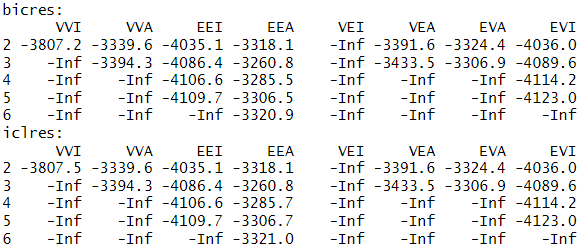 bicres:
VVI VVA EEI EEA VEI VEA EVA EVI
2 -3807.2 -3339.6 -4035.1 -3318.1 -Inf -3391.6 -3324.4 -4036.0
3 -Inf -3394.3 -4086.4 -3260.8 -Inf -3433.5 -3306.9 -4089.6
4 -Inf -Inf -4106.6 -3285.5 -Inf -Inf -Inf -4114.2
5 -Inf -Inf -4109.7 -3306.5 -Inf -Inf -Inf -4123.0
6 -Inf -Inf -Inf -3320.9 -Inf -Inf -Inf -Inf
iclres:
VVI VVA EEI EEA VEI VEA EVA EVI
2 -3807.5 -3339.6 -4035.1 -3318.1 -Inf -3391.6 -3324.4 -4036.0
3 -Inf -3394.3 -4086.4 -3260.8 -Inf -3433.5 -3306.9 -4089.6
4 -Inf -Inf -4106.6 -3285.7 -Inf -Inf -Inf -4114.2
5 -Inf -Inf -4109.7 -3306.7 -Inf -Inf -Inf -4123.0
6 -Inf -Inf -Inf -3321.0 -Inf -Inf -Inf -Inf